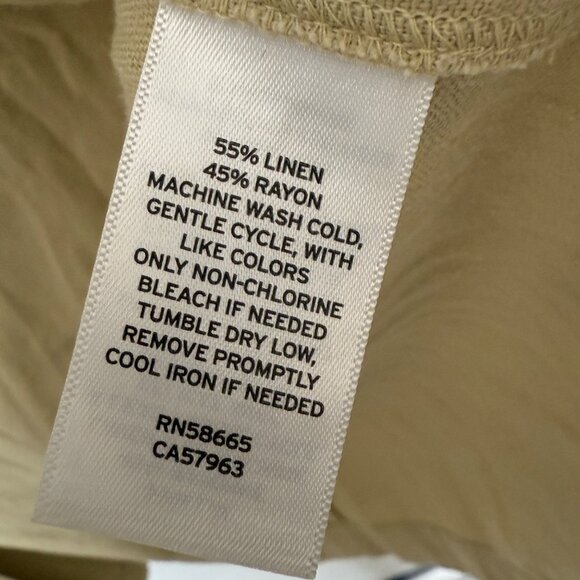 55% LINEN
45% RAYON
MACHINE WASH COLD,
GENTLE CYCLE, WITH
LIKE COLORS
ONLY NON-CHLORINE
BLEACH IF NEEDED
TUMBLE DRY LOW,
REMOVE PROMPTLY
COOL IRON IF NEEDED
RN58665
CA57963